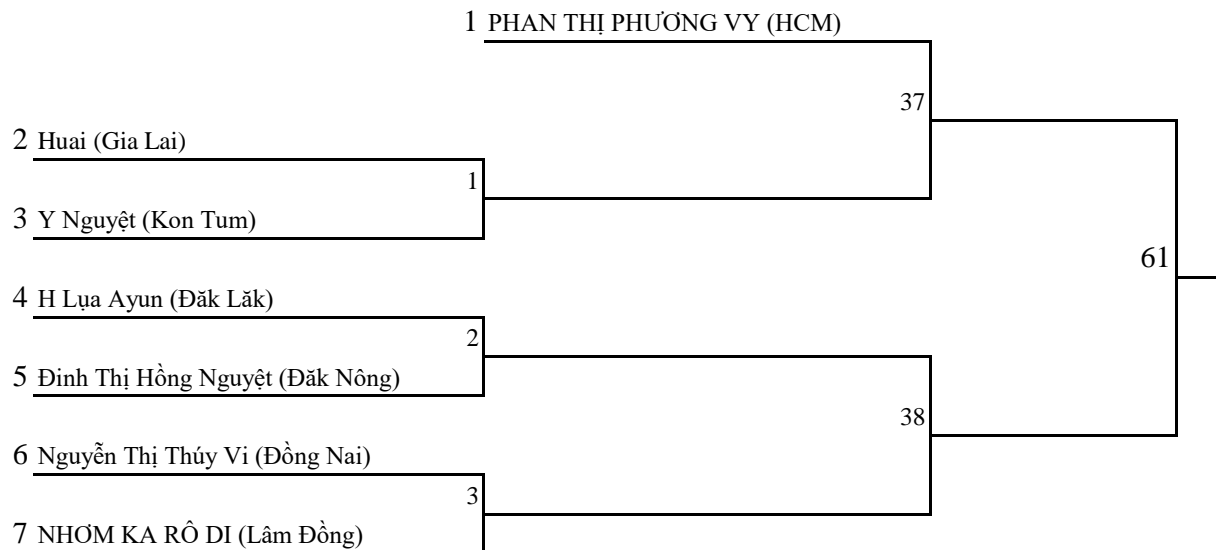 1 PHAN THỊ PHƯƠNG VY (HCM)
37
2 Huai (Gia Lai)
1
3 Y Nguyệt (Kon Tum)
61
4 H Lụa Ayun (Đăk Lăk)
2
5 Đinh Thị Hồng Nguyệt (Đăk Nông)
38
6 Nguyễn Thị Thúy Vi (Đồng Nai)
3
7 NHƠM KA RÔ DI (Lâm Đồng)